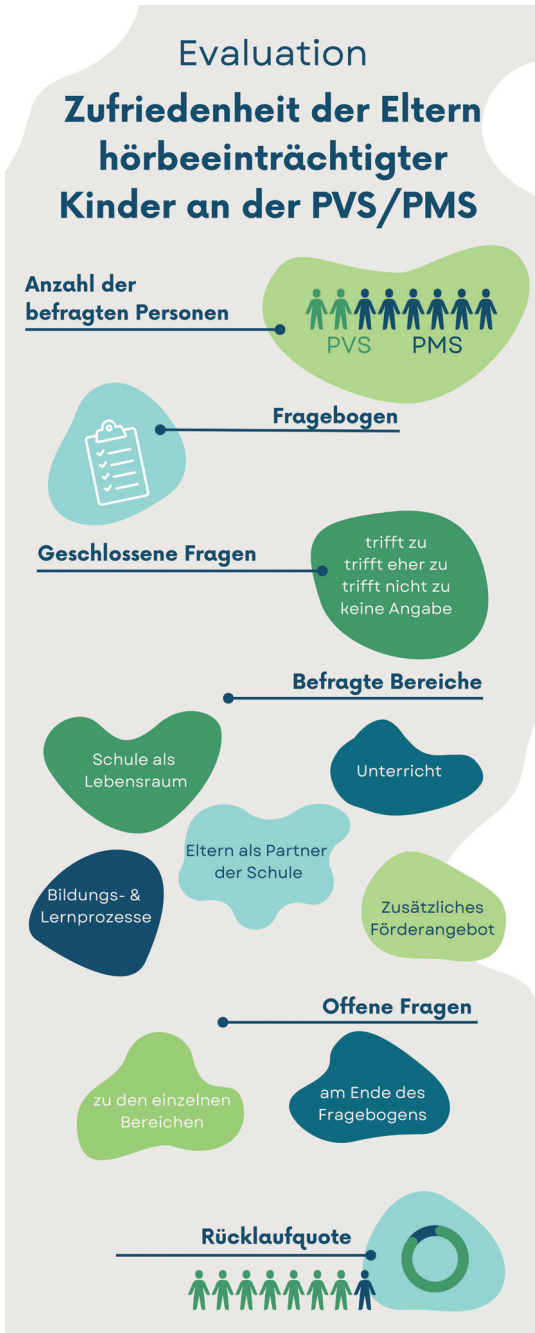 Evaluation
Zufriedenheit der Eltern
hörbeeinträchtigter
Kinder an der PVS/PMS
Anzahl der
befragten Personen
PVS
PMS
Fragebogen
Geschlossene Fragen
trifft zu
trifft eher zu
trifft nicht zu
keine Angabe
Befragte Bereiche
Schule als
Lebensraum
Unterricht
Eltern als Partner
der Schule
Bildungs- &
Lernprozesse
Zusätzliches
Förderangebot
Offene Fragen
zu den einzelnen
Bereichen
am Ende des
Fragebogens
Rücklaufquote